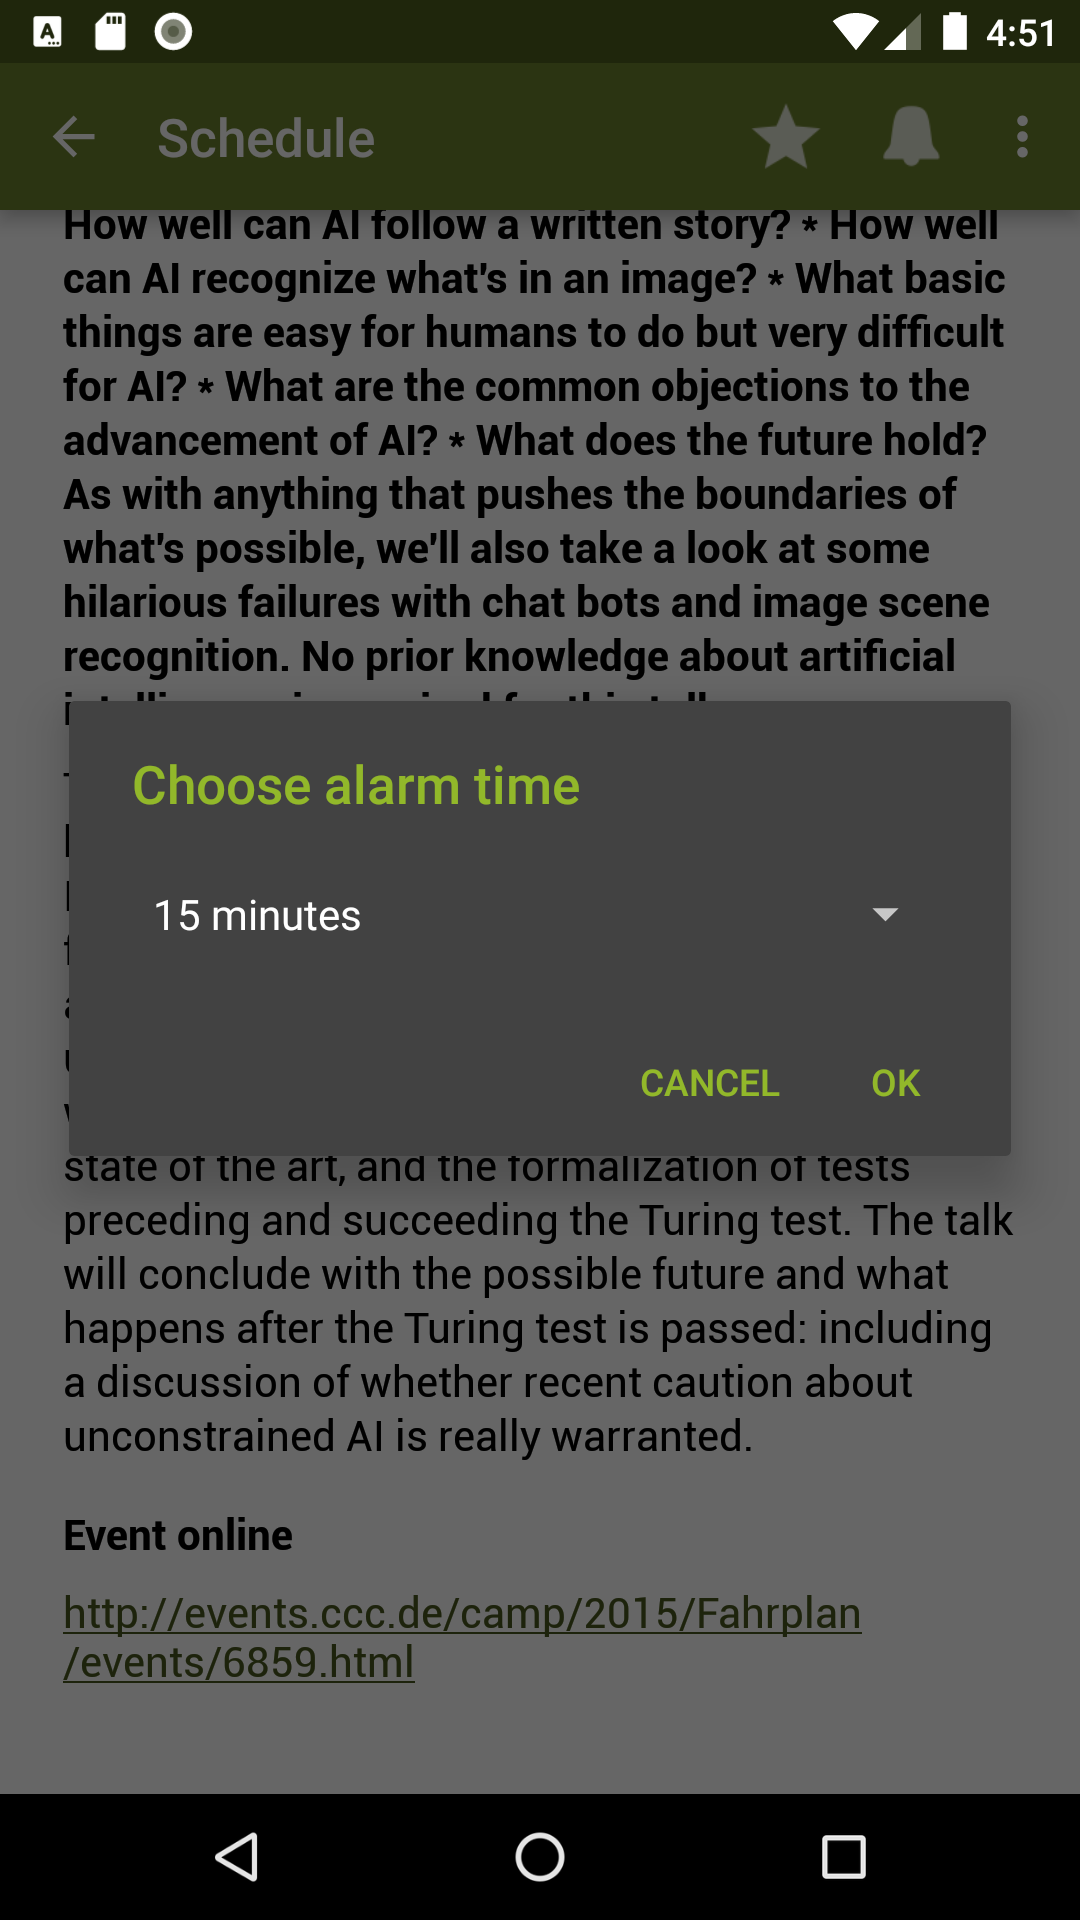 4:51
Schedule
How well can AI follow a written story? * How well
can AI recognize what's in an image? * What basic
things are easy for humans to do but very difficult
for AI? * What are the common objections to the
advancement of AI? * What does the future hold?
As with anything that pushes the boundaries of
what's possible, we'll also take a look at some
hilarious failures with chat bots and image scene
recognition. No prior knowledge about artificial
Choose alarm time
15 minutes
CANCEL OK
state of the art, and the formalization of tests
preceding and succeeding the Turing test. The talk
will conclude with the possible future and what
happens after the Turing test is passed: including
a discussion of whether recent caution about
unconstrained AI is really warranted.
Event online
http://events.ccc.de/camp/2015/Fahrplan
/events/6859.html